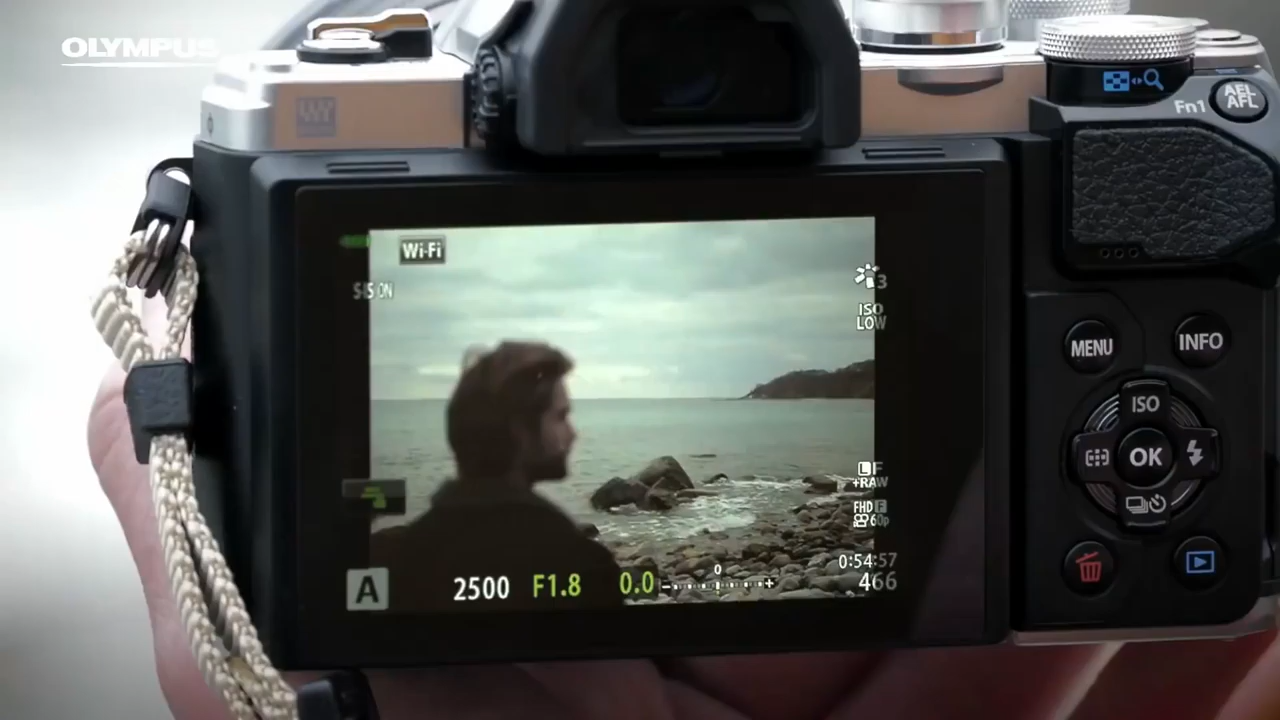 OLYMPUS
Fn1
AEL
AFL
Wi-Fi
S-IS ON
3
ISO
LOW
MENU
INFO
ISO
OK
LF
+RAW
FHD F
60p
0:54:57
466
A
2500
F1.8
0.0
- 0 +